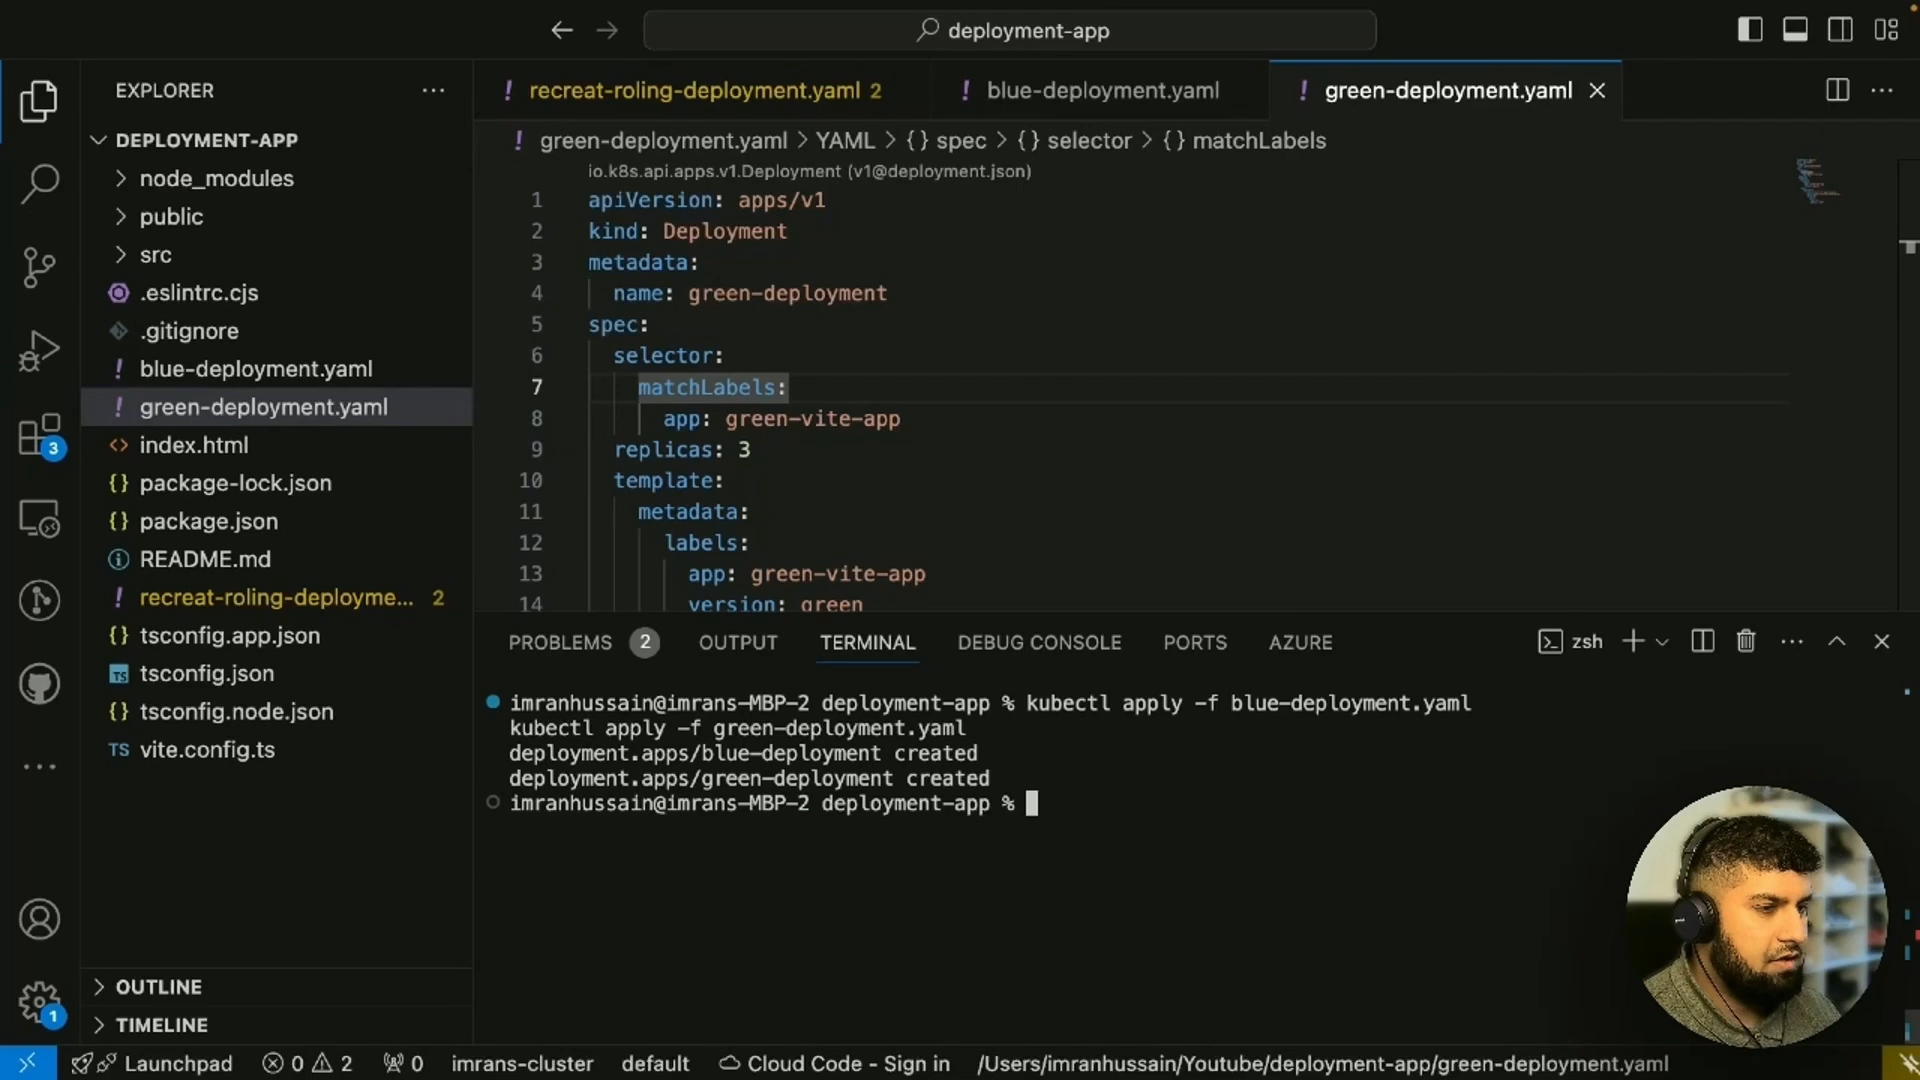 deployment-app
EXPLORER
DEPLOYMENT-APP
node_modules
public
src
.eslintrc.cjs
.gitignore
! blue-deployment.yaml
! green-deployment.yaml
<> index.html
{} package-lock.json
{} package.json
README.md
! recreat-roling-deployme... 2
{} tsconfig.app.json
TS tsconfig.json
{} tsconfig.node.json
TS vite.config.ts
3
1
OUTLINE
TIMELINE
! recreat-roling-deployment.yaml 2
! blue-deployment.yaml
! green-deployment.yaml
! green-deployment.yaml > YAML > {} spec > {} selector > {} matchLabels
io.k8s.api.apps.v1.Deployment (v1@deployment.json)
1 apiVersion: apps/v1
2 kind: Deployment
3 metadata:
4 name: green-deployment
5 spec:
6 selector:
7 matchLabels:
8 app: green-vite-app
9 replicas: 3
10 template:
11 metadata:
12 labels:
13 app: green-vite-app
14 version: green
PROBLEMS 2 OUTPUT TERMINAL DEBUG CONSOLE PORTS AZURE
zsh
imranhussain@imrans-MBP-2 deployment-app % kubectl apply -f blue-deployment.yaml
kubectl apply -f green-deployment.yaml
deployment.apps/blue-deployment created
deployment.apps/green-deployment created
imranhussain@imrans-MBP-2 deployment-app %
Launchpad 0 2 0 imrans-cluster default Cloud Code - Sign in /Users/imranhussain/Youtube/deployment-app/green-deployment.yaml